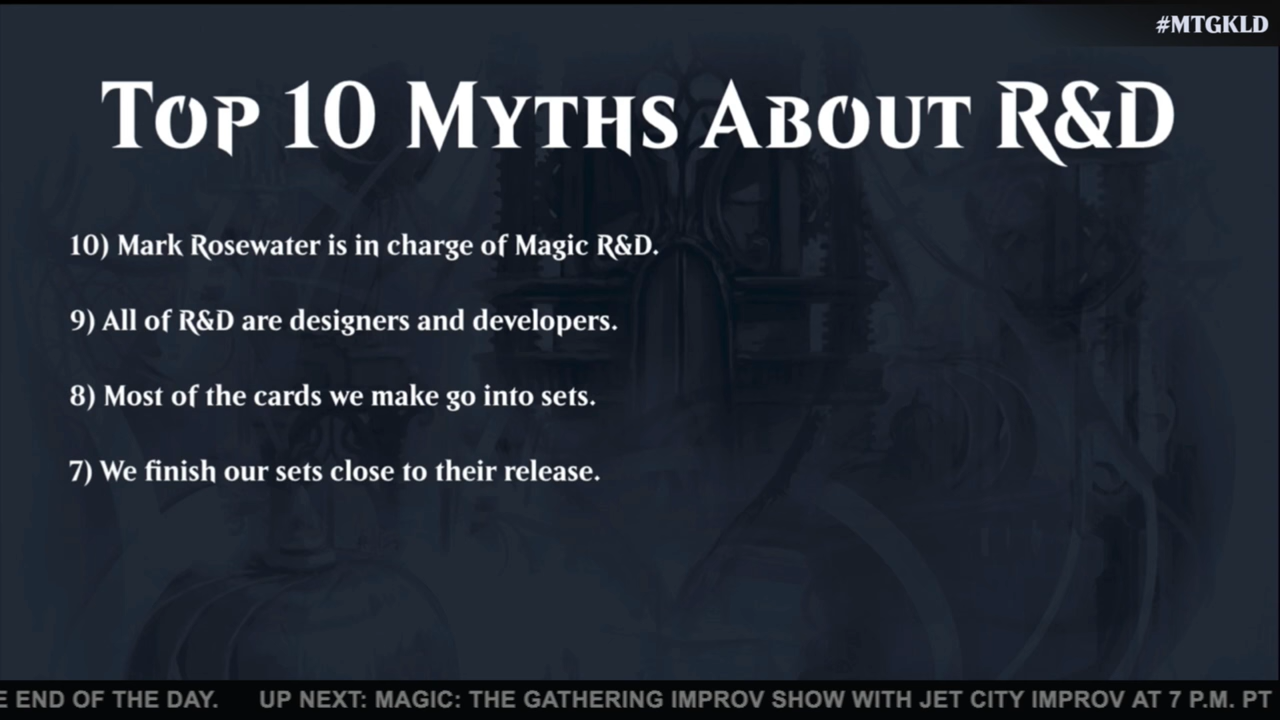 #MTGKLD
Top 10 Myths About R&D
10) Mark Rosewater is in charge of Magic R&D.
9) All of R&D are designers and developers.
8) Most of the cards we make go into sets.
7) We finish our sets close to their release.
END OF THE DAY. UP NEXT: MAGIC: THE GATHERING IMPROV SHOW WITH JET CITY IMPROV AT 7 P.M. PT